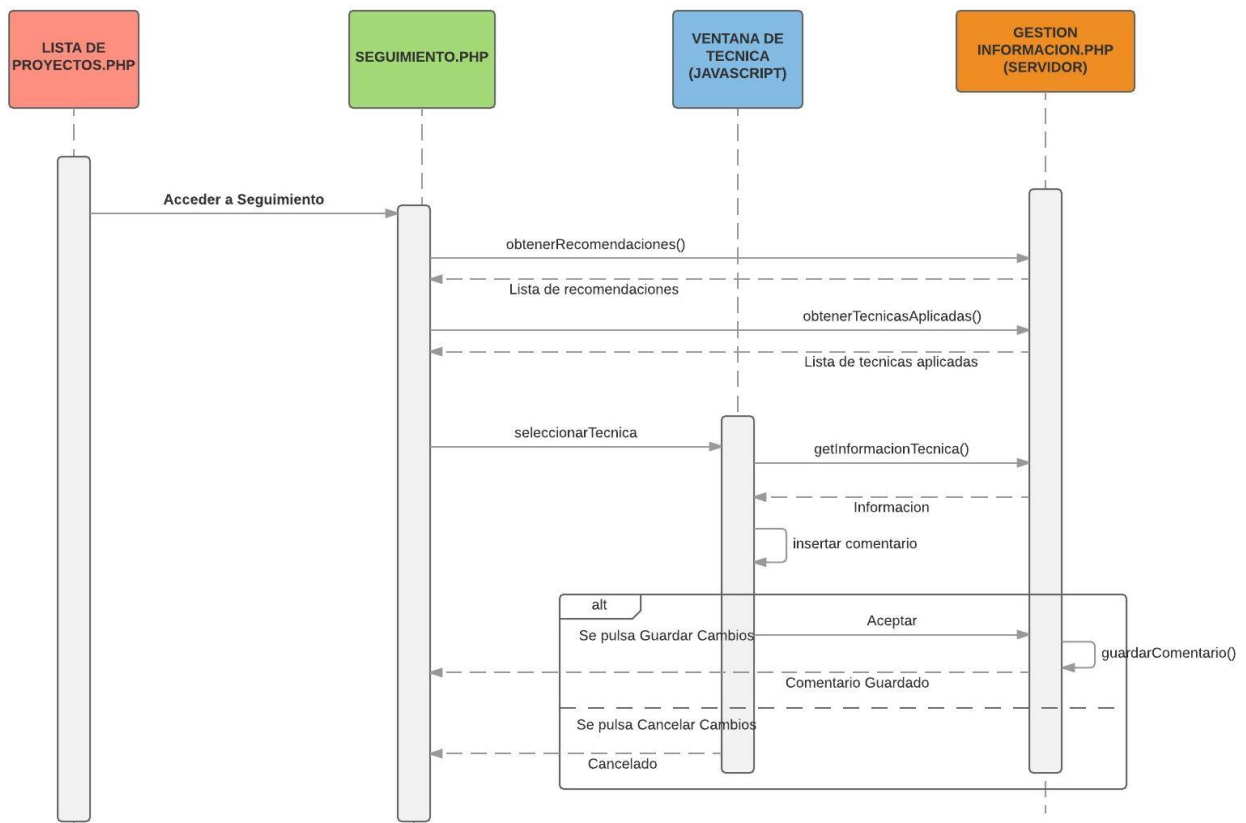 LISTA DE
PROYECTOS.PHP
SEGUIMIENTO.PHP
VENTANA DE
TECNICA
(JAVASCRIPT)
GESTION
INFORMACION.PHP
(SERVIDOR)
Acceder a Seguimiento
obtenerRecomendaciones()
Lista de recomendaciones
obtenerTecnicasAplicadas()
Lista de tecnicas aplicadas
seleccionarTecnica
getInformacionTecnica()
Informacion
insertar comentario
alt
Aceptar
Se pulsa Guardar Cambios
guardarComentario()
Comentario Guardado
Se pulsa Cancelar Cambios
Cancelado